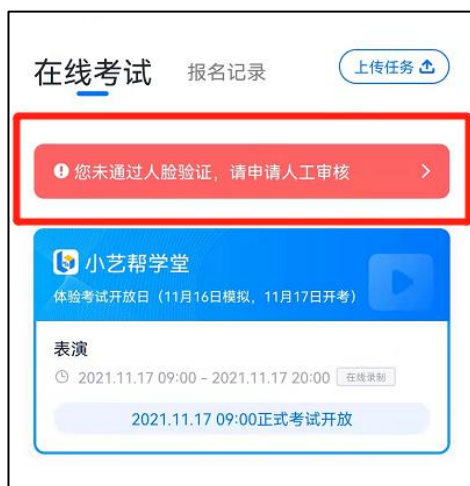 在线考试 报名记录 上传任务
您未通过人脸验证，请申请人工审核
小艺帮学堂
体验考试开放日（11月16日模拟，11月17日开考）
表演
2021.11.17 09:00 - 2021.11.17 20:00 在线录制
2021.11.17 09:00正式考试开放